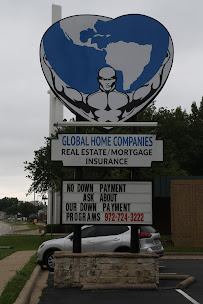 GLOBAL HOME COMPANIES
REAL ESTATE/MORTGAGE
INSURANCE
NO DOWN PAYMENT
ASK ABOUT
OUR DOWN PAYMENT
PROGRAMS 972-724-3222